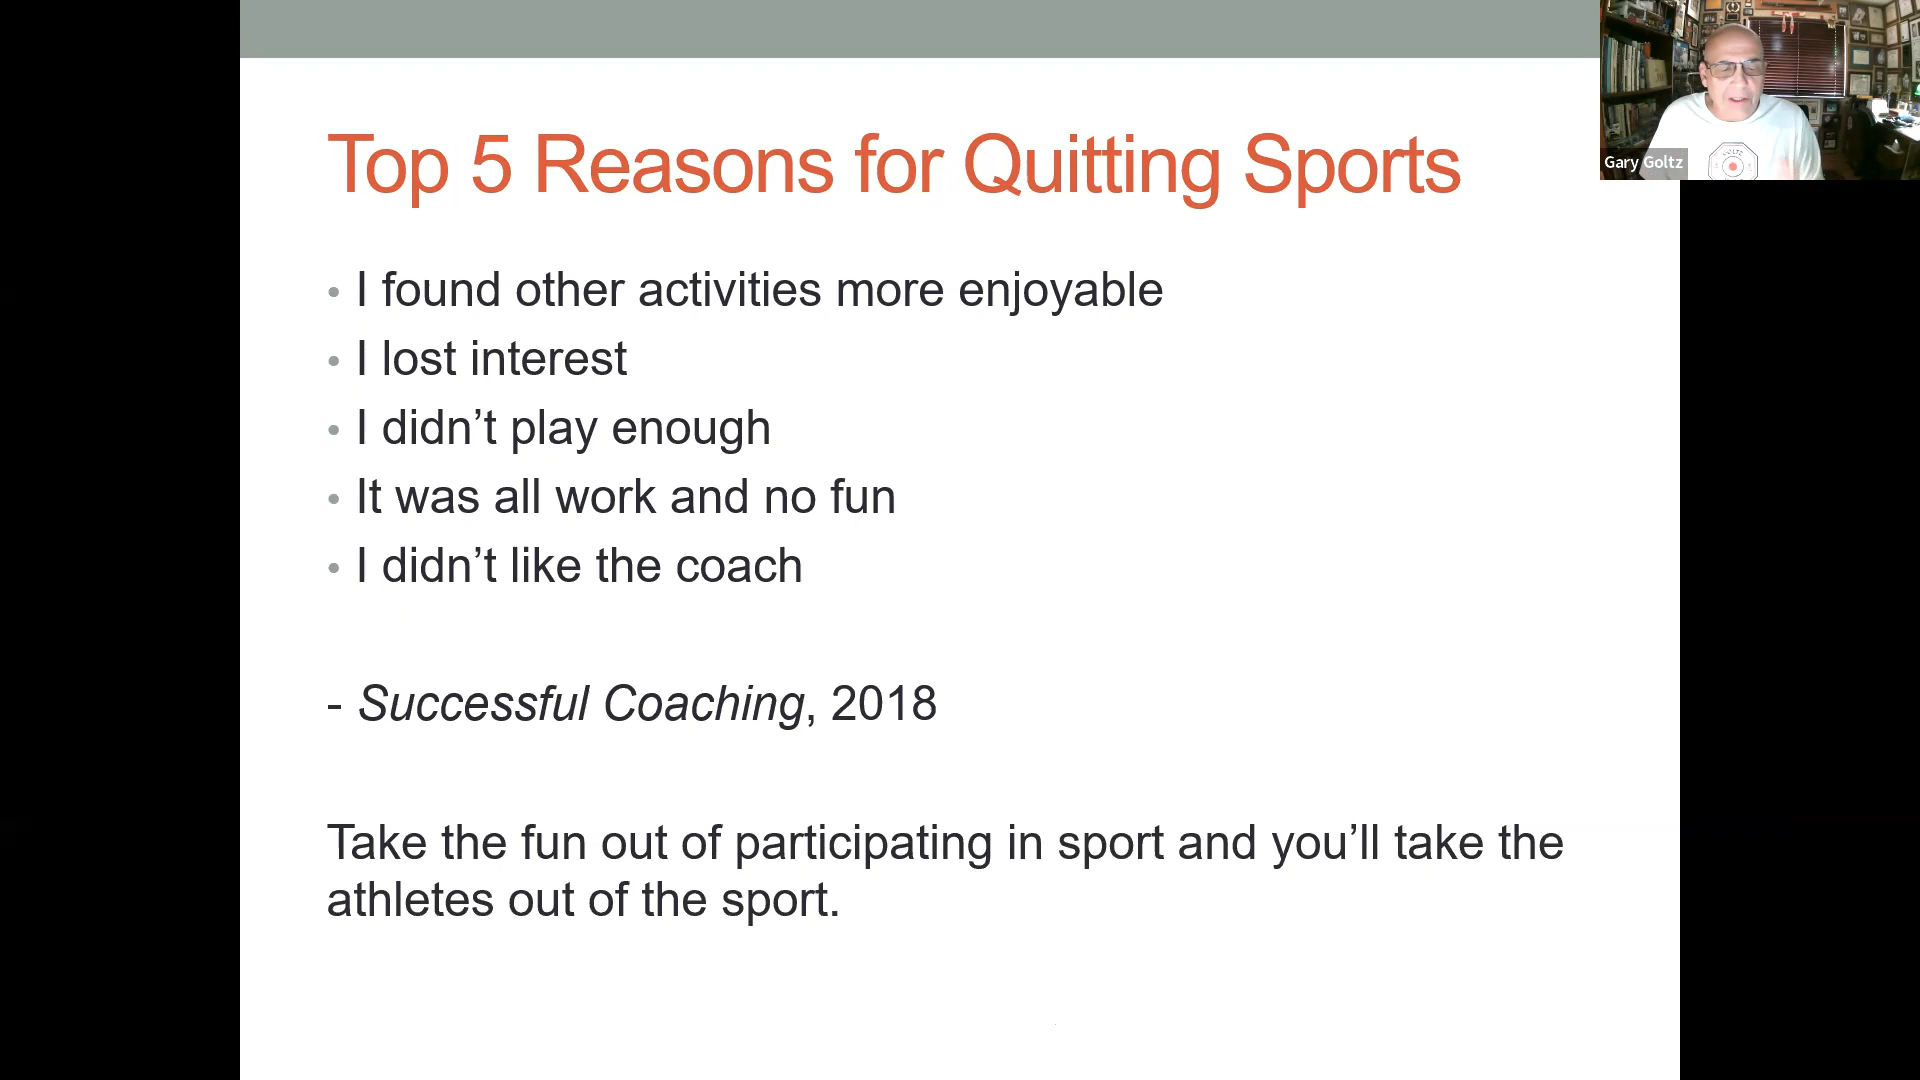 Top 5 Reasons for Quitting Sports
• I found other activities more enjoyable
• I lost interest
• I didn’t play enough
• It was all work and no fun
• I didn’t like the coach
- Successful Coaching, 2018
Take the fun out of participating in sport and you’ll take the
athletes out of the sport.
Gary Goltz
GOLTZ